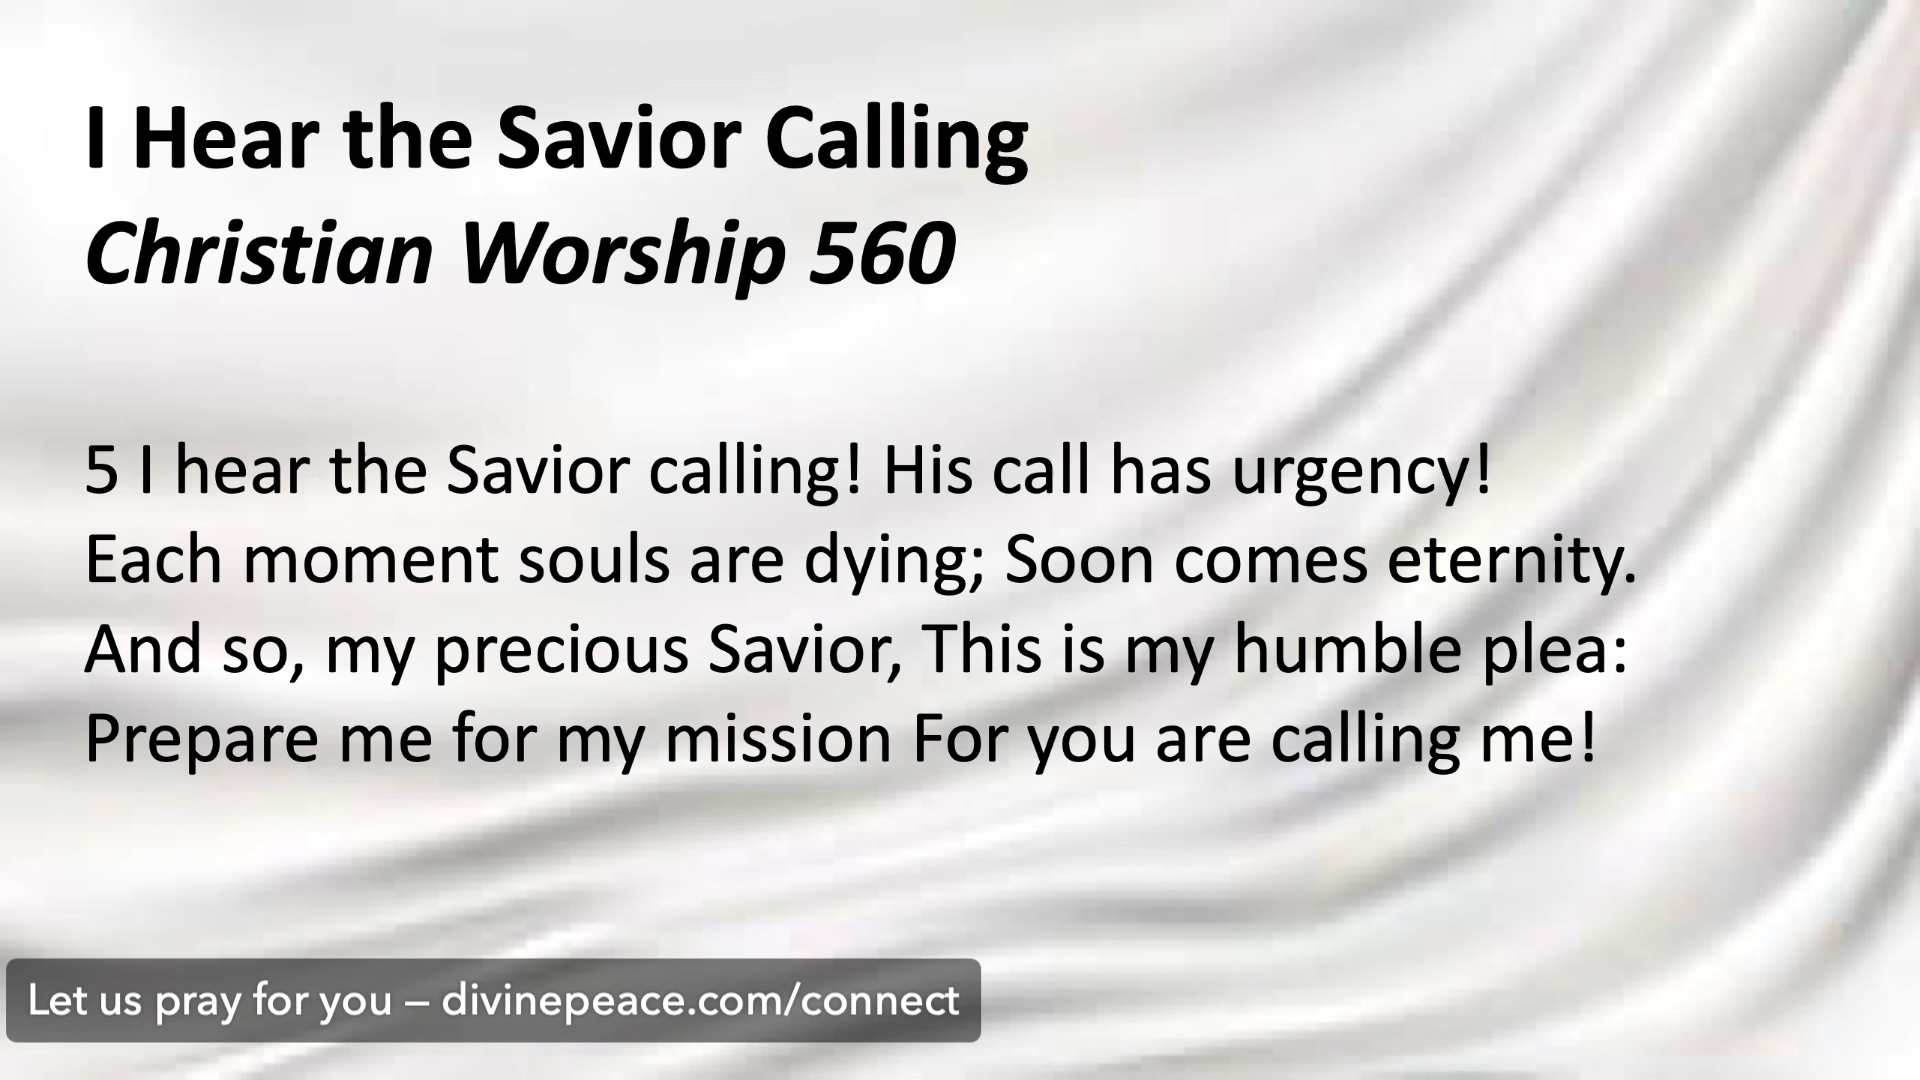 I Hear the Savior Calling
Christian Worship 560
5 I hear the Savior calling! His call has urgency!
Each moment souls are dying; Soon comes eternity.
And so, my precious Savior, This is my humble plea:
Prepare me for my mission For you are calling me!
Let us pray for you – divinepeace.com/connect